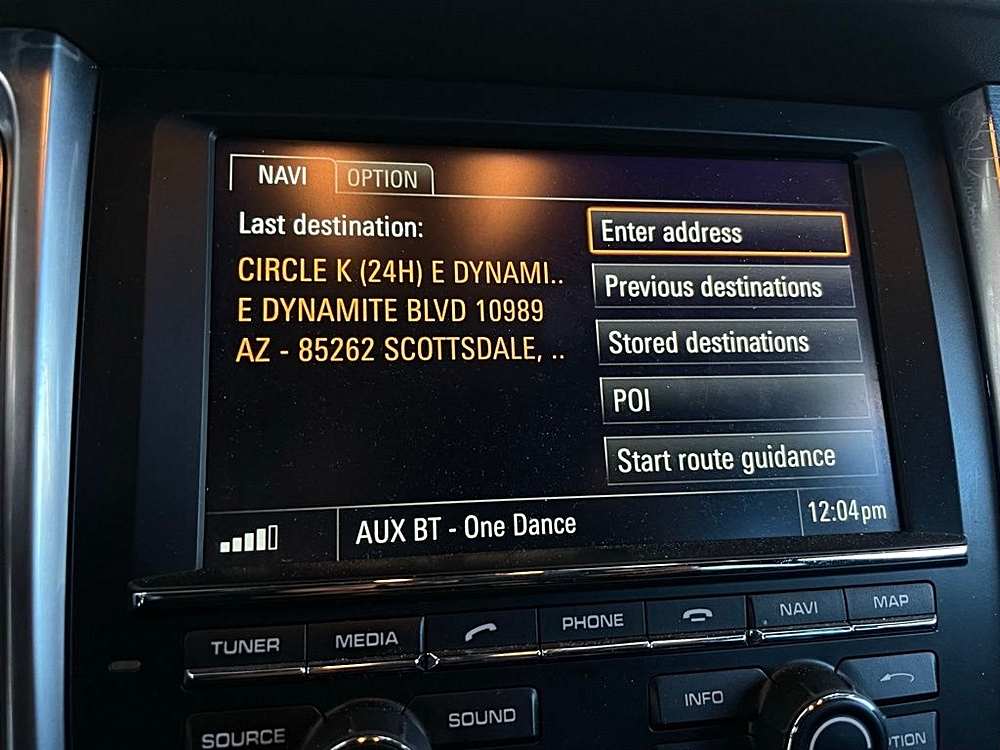 NAVI OPTION
Last destination:
CIRCLE K (24H) E DYNAMI..
E DYNAMITE BLVD 10989
AZ - 85262 SCOTTSDALE, ..
Enter address
Previous destinations
Stored destinations
POI
Start route guidance
AUX BT - One Dance
12:04pm
TUNER MEDIA PHONE NAVI MAP
SOURCE SOUND INFO